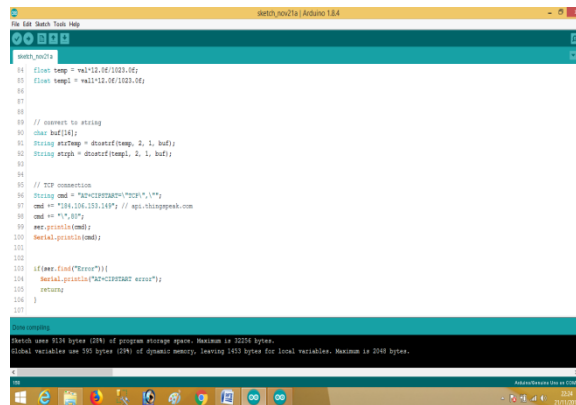 sketch_nov21a | Arduino 1.8.4
File Edit Sketch Tools Help
sketch_nov21a
84 float temp = val*12.0f/1023.0f;
85 float temp1 = val1*12.0f/1023.0f;
86
87
88
89 // convert to string
90 char buf[16];
91 String strTemp = dtostrf(temp, 2, 1, buf);
92 String strph = dtostrf(temp1, 2, 1, buf);
93
94
95 // TCP connection
96 String cmd = "AT+CIPSTART=\"TCP\",\"";
97 cmd += "184.106.153.149"; // api.thingspeak.com
98 cmd += "\",80";
99 ser.println(cmd);
100 Serial.println(cmd);
101
102
103 if(ser.find("Error")){
104 Serial.println("AT+CIPSTART error");
105 return;
106 }
107
Done compiling.
Sketch uses 9136 bytes (28%) of program storage space. Maximum is 32256 bytes.
Global variables use 595 bytes (29%) of dynamic memory, leaving 1453 bytes for local variables. Maximum is 2048 bytes.
Arduino/Genuino Uno on COM